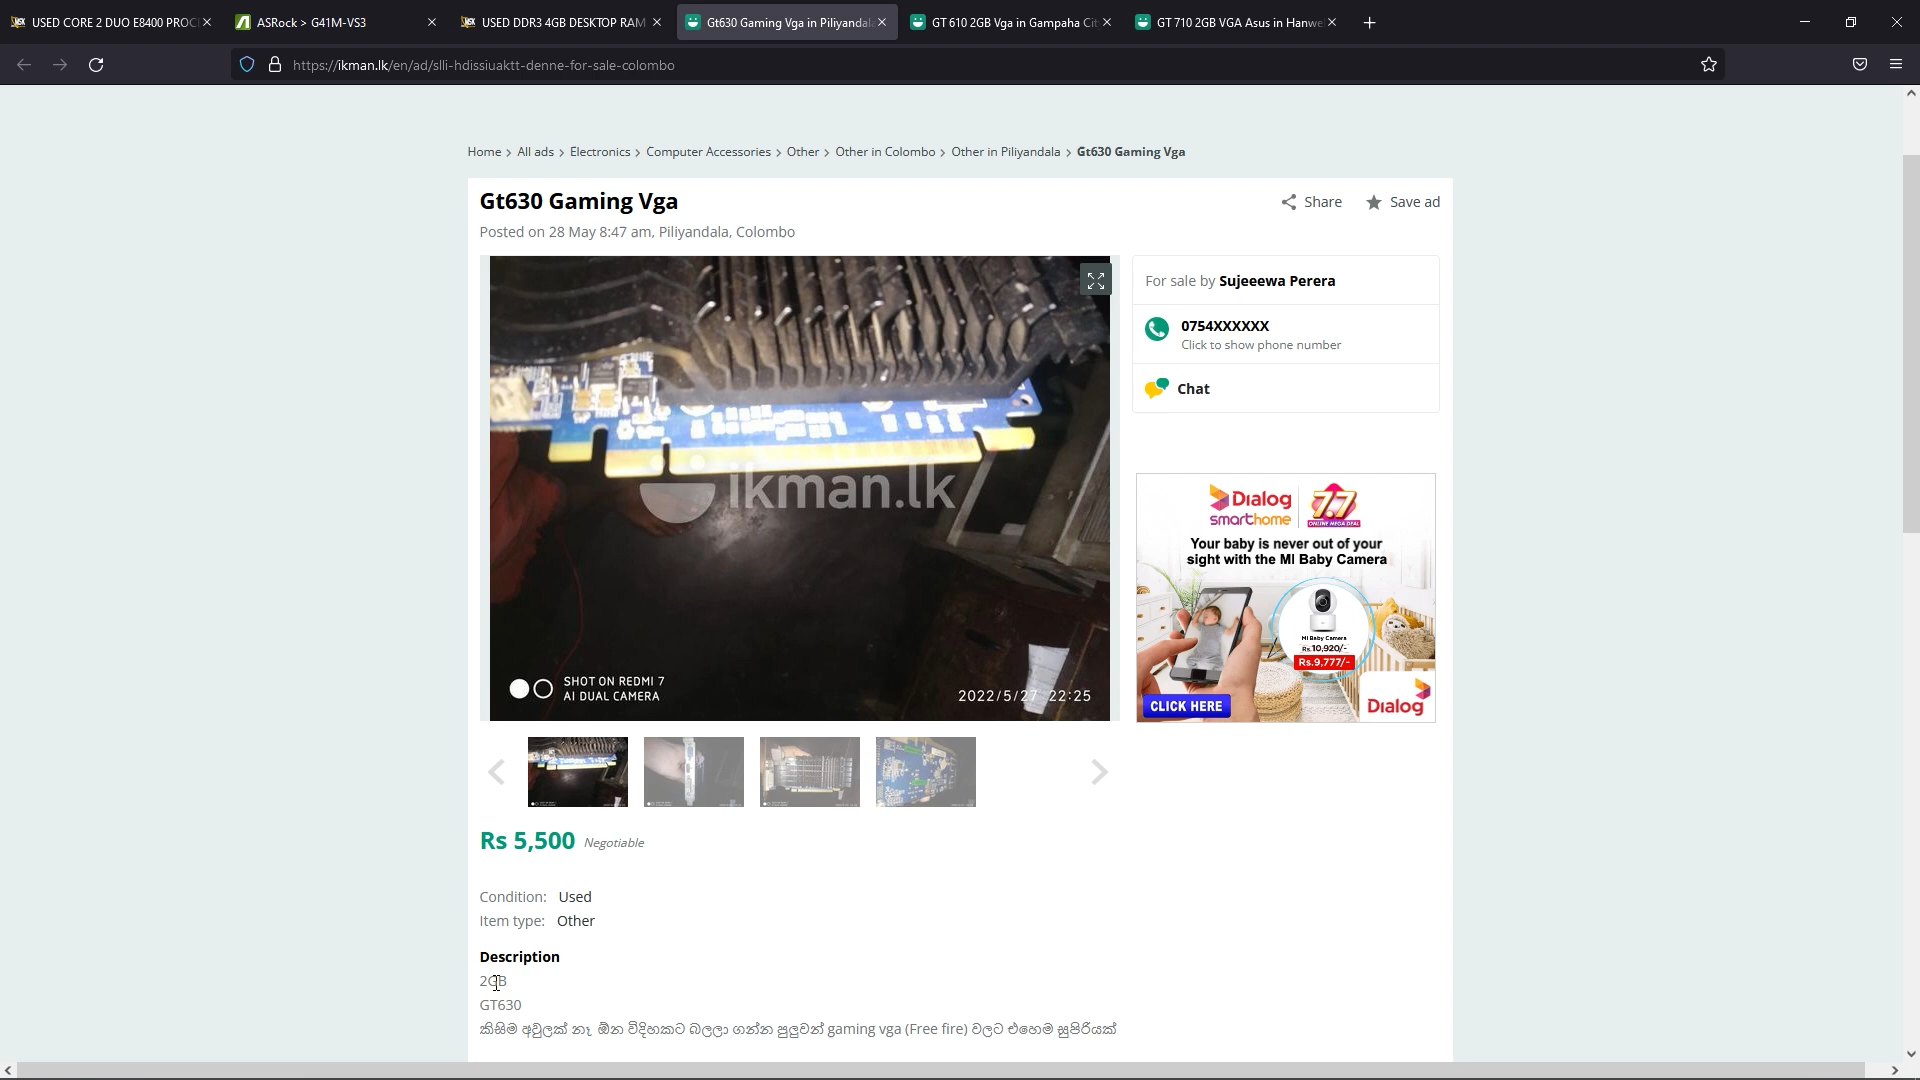 USED CORE 2 DUO E8400 PROC
ASRock > G41M-VS3
USED DDR3 4GB DESKTOP RAM
Gt630 Gaming Vga in Piliyandala
GT 610 2GB Vga in Gampaha Cit
GT 710 2GB VGA Asus in Hanwe
https://ikman.lk/en/ad/slli-hdissiuaktt-denne-for-sale-colombo
Home > All ads > Electronics > Computer Accessories > Other > Other in Colombo > Other in Piliyandala > Gt630 Gaming Vga
Gt630 Gaming Vga
Share
Save ad
Posted on 28 May 8:47 am, Piliyandala, Colombo
For sale by Sujeeewa Perera
0754XXXXXX
Click to show phone number
Chat
ikman.lk
SHOT ON REDMI 7
AI DUAL CAMERA
2022/5/27 22:25
Dialog
smarthome
7.7
ONLINE MEGA DEAL
Your baby is never out of your
sight with the MI Baby Camera
MI Baby Camera
Rs.10,920/-
Rs.9,777/-
CLICK HERE
Dialog
Rs 5,500 Negotiable
Condition: Used
Item type: Other
Description
2GB
GT630
කිසිම අවුලක් නෑ ඕන විදිහකට බලලා ගන්න පුලුවන් gaming vga (Free fire) වලට එහෙම සුපිරියක්